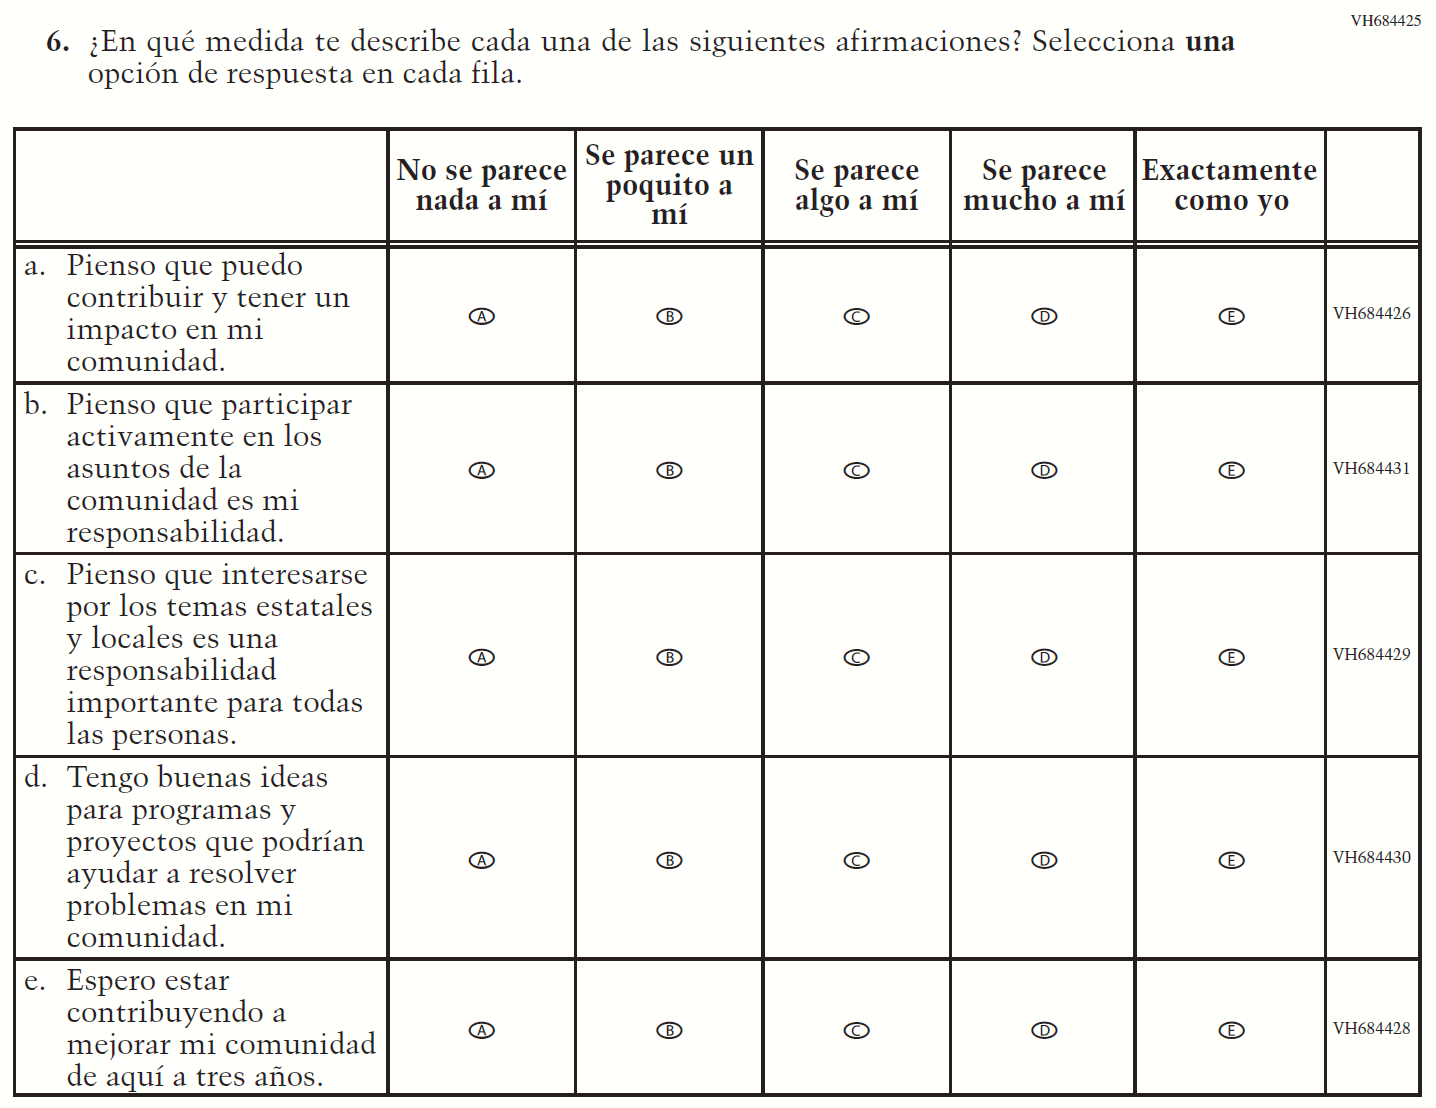 VH684425
6. ¿En qué medida te describe cada una de las siguientes afirmaciones? Selecciona una
opción de respuesta en cada fila.
No se parece
nada a mí
Se parece un
poquito a
mí
Se parece
algo a mí
Se parece
mucho a mí
Exactamente
como yo
a. Pienso que puedo
contribuir y tener un
impacto en mi
comunidad.
A B C D E VH684426
b. Pienso que participar
activamente en los
asuntos de la
comunidad es mi
responsabilidad.
A B C D E VH684431
c. Pienso que interesarse
por los temas estatales
y locales es una
responsabilidad
importante para todas
las personas.
A B C D E VH684429
d. Tengo buenas ideas
para programas y
proyectos que podrían
ayudar a resolver
problemas en mi
comunidad.
A B C D E VH684430
e. Espero estar
contribuyendo a
mejorar mi comunidad
de aquí a tres años.
A B C D E VH684428